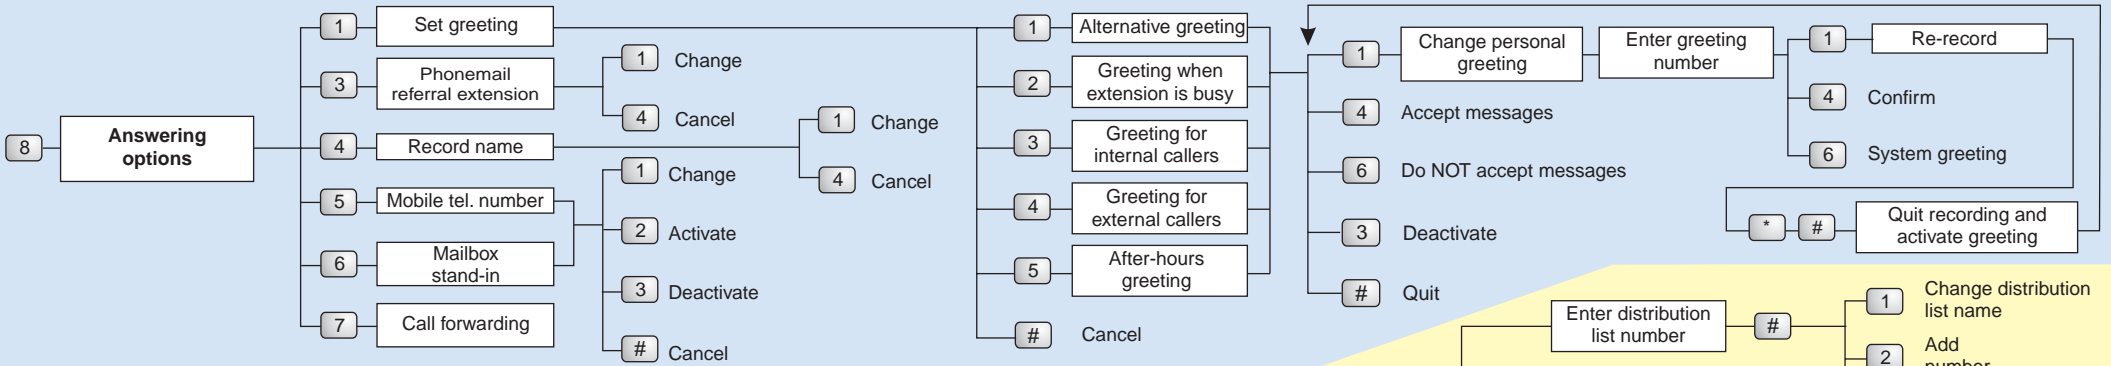 8
Answering
options
1
Set greeting
3
Phonemail
referral extension
1
Change
4
Cancel
4
Record name
1
Change
4
Cancel
5
Mobile tel. number
6
Mailbox
stand-in
1
Change
2
Activate
3
Deactivate
#
Cancel
7
Call forwarding
1
Alternative greeting
2
Greeting when
extension is busy
3
Greeting for
internal callers
4
Greeting for
external callers
5
After-hours
greeting
#
Cancel
1
Change personal
greeting
Enter greeting
number
1
Re-record
4
Confirm
6
System greeting
*
#
Quit recording and
activate greeting
4
Accept messages
6
Do NOT accept messages
3
Deactivate
#
Quit
Enter distribution
list number
#
1
Change distribution
list name
2
Add
number